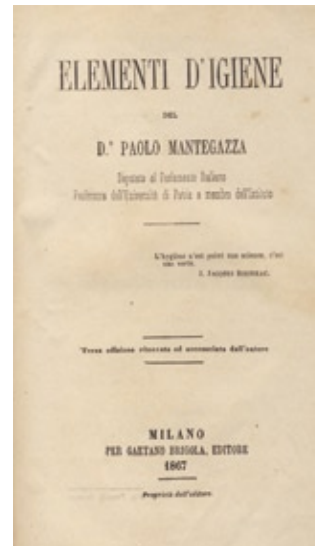 ELEMENTI D'IGIENE
DEL
D.r PAOLO MANTEGAZZA
Deputato al Parlamento Italiano
Professore dell'Università di Pavia e membro dell'Istituto
L'hygiène n'est point une science, c'est
une vertu.
J. JACQUES ROUSSEAU.
Terza edizione ritoccata ed accresciuta dall'autore
MILANO
PER GAETANO BRIGOLA, EDITORE
1867
Proprietà dell'editore